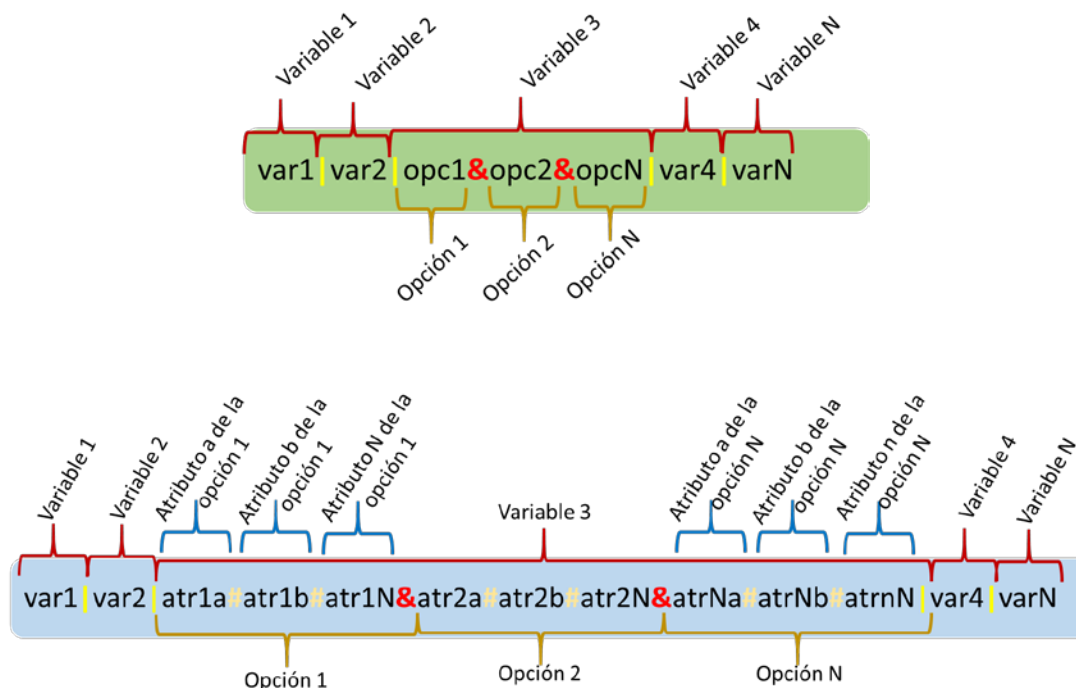 Variable 1
Variable 2
Variable 3
Variable 4
Variable N
var1|var2|opc1&opc2&opcN|var4|varN
Opción 1
Opción 2
Opción N
Variable 1
Variable 2
Atributo a de la
opción 1
Atributo b de la
opción 1
Atributo N de la
opción 1
Variable 3
Atributo a de la
opción N
Atributo b de la
opción N
Atributo n de la
opción N
Variable 4
Variable N
var1|var2|atr1a#atr1b#atr1N&atr2a#atr2b#atr2N&atrNa#atrNb#atrnN|var4|varN
Opción 1
Opción 2
Opción N